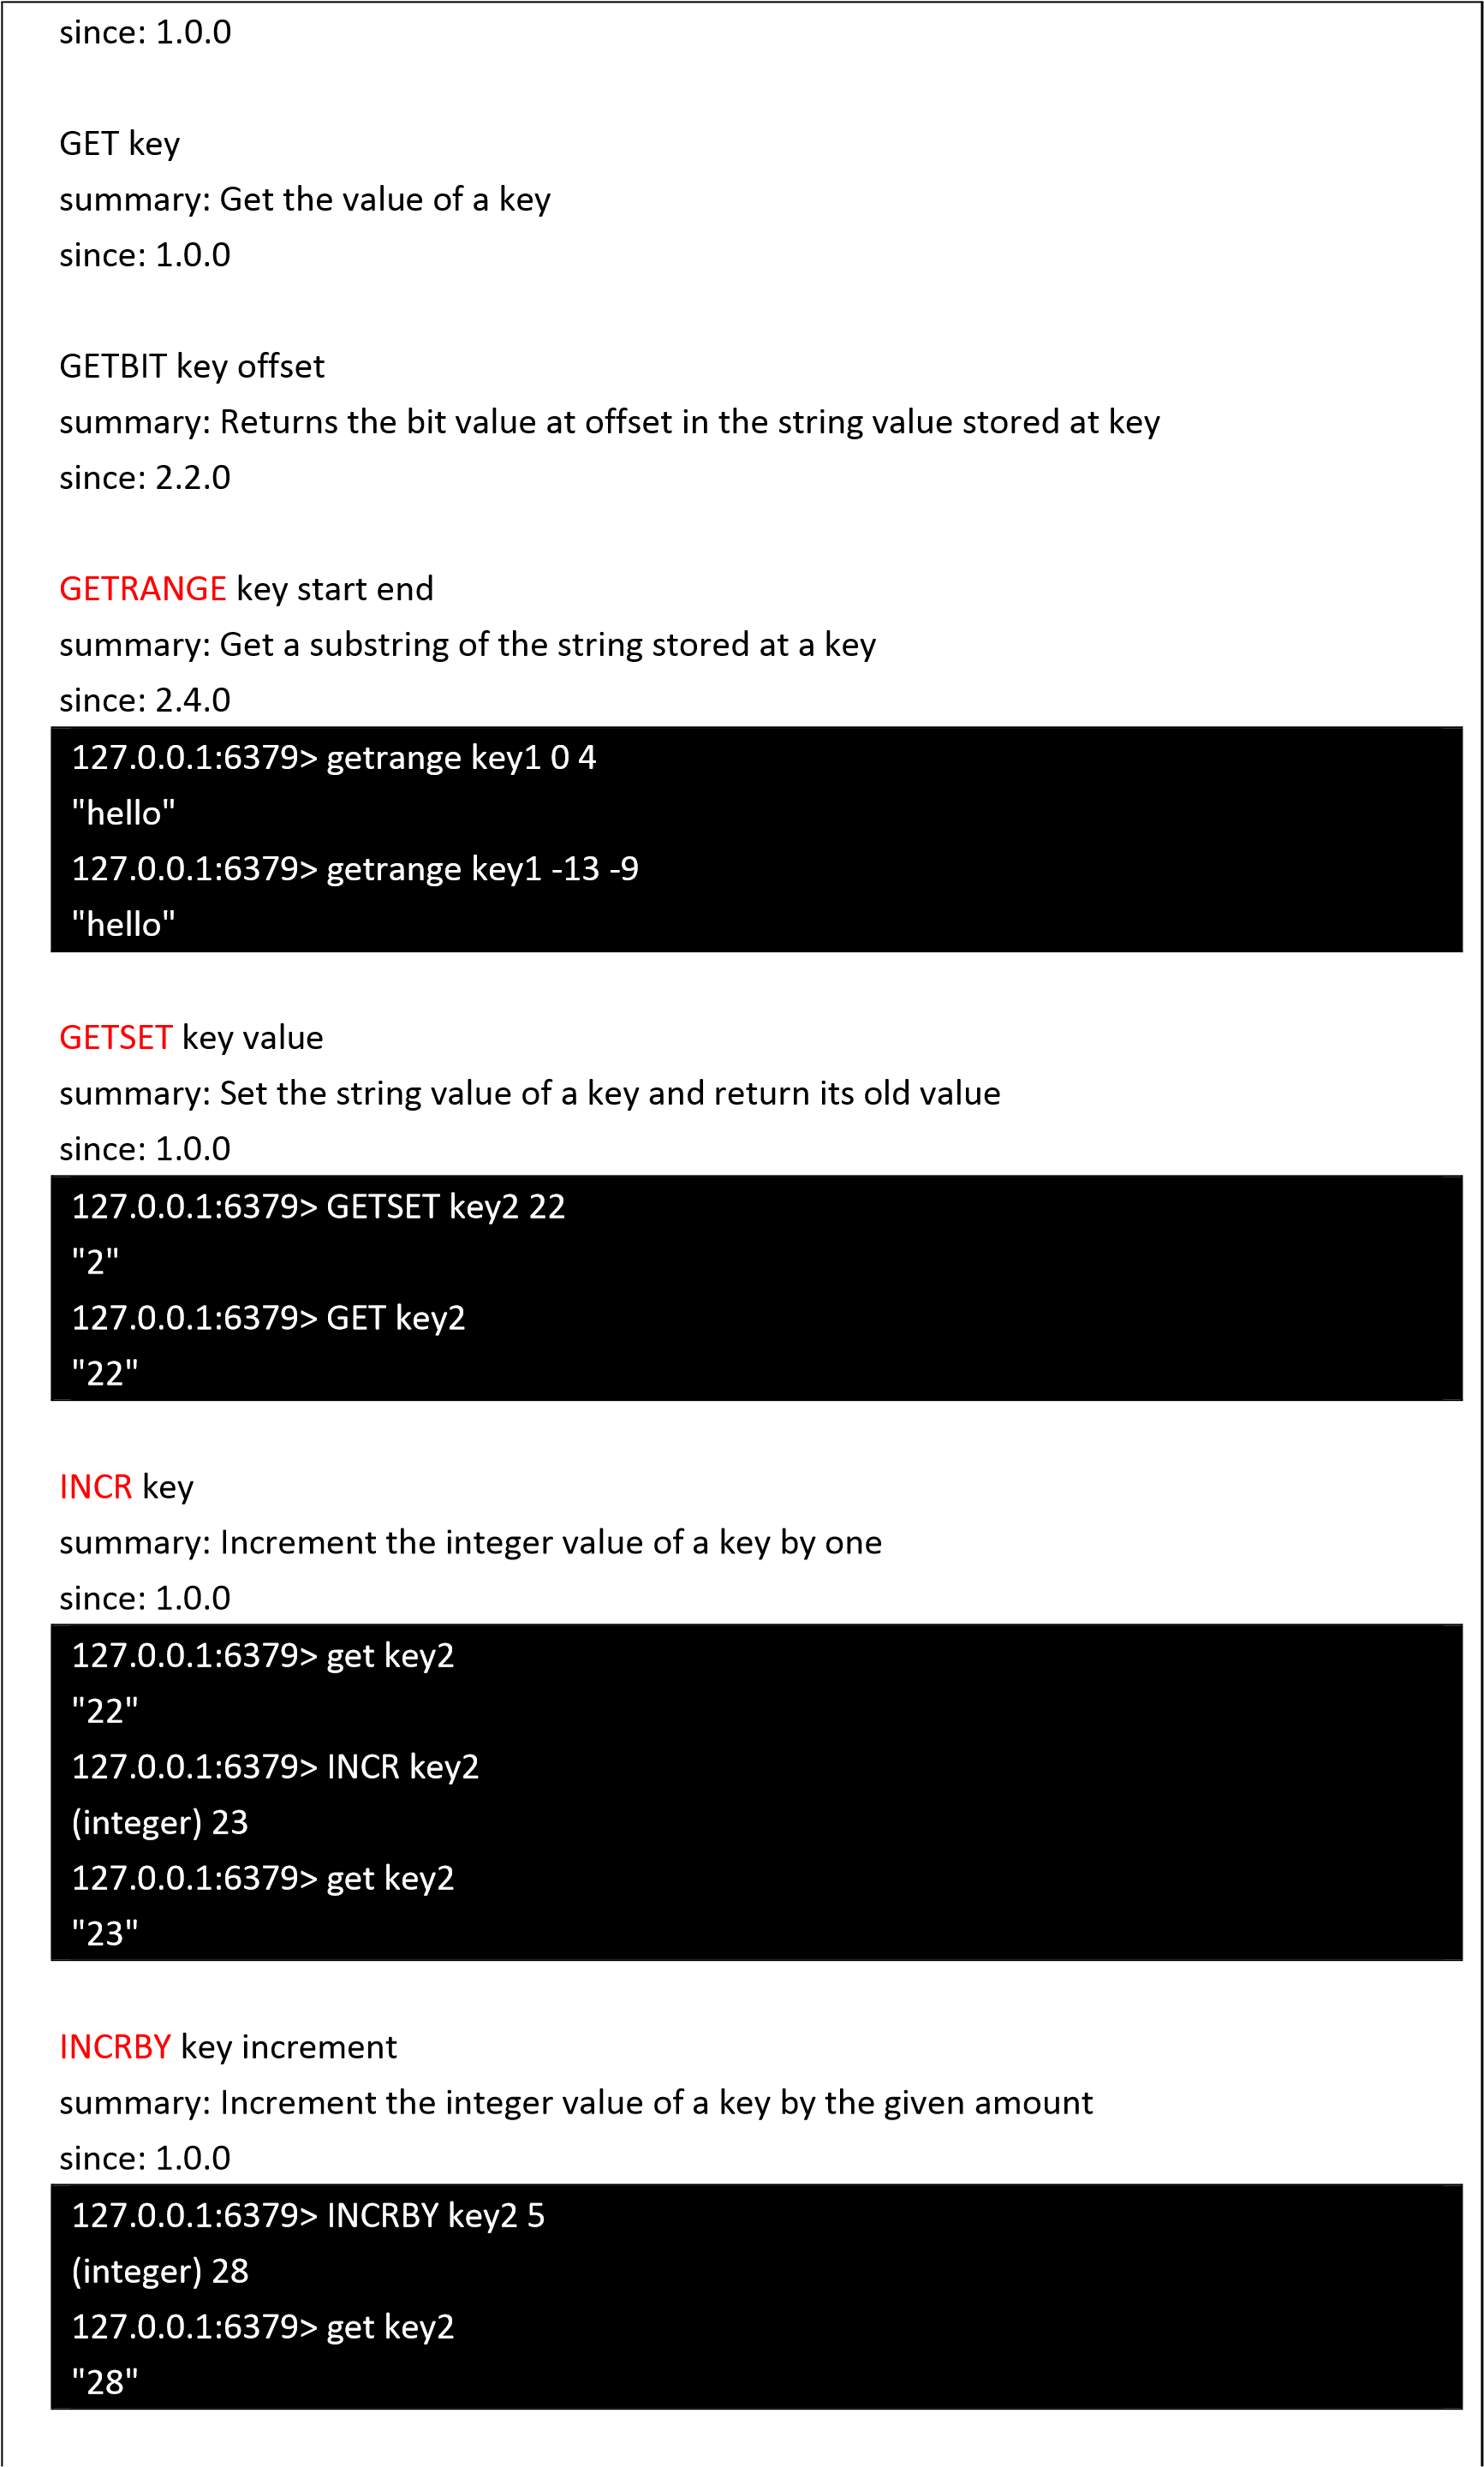 since: 1.0.0
GET key
summary: Get the value of a key
since: 1.0.0
GETBIT key offset
summary: Returns the bit value at offset in the string value stored at key
since: 2.2.0
GETRANGE key start end
summary: Get a substring of the string stored at a key
since: 2.4.0
127.0.0.1:6379> getrange key1 0 4
"hello"
127.0.0.1:6379> getrange key1 -13 -9
"hello"
GETSET key value
summary: Set the string value of a key and return its old value
since: 1.0.0
127.0.0.1:6379> GETSET key2 22
"2"
127.0.0.1:6379> GET key2
"22"
INCR key
summary: Increment the integer value of a key by one
since: 1.0.0
127.0.0.1:6379> get key2
"22"
127.0.0.1:6379> INCR key2
(integer) 23
127.0.0.1:6379> get key2
"23"
INCRBY key increment
summary: Increment the integer value of a key by the given amount
since: 1.0.0
127.0.0.1:6379> INCRBY key2 5
(integer) 28
127.0.0.1:6379> get key2
"28"